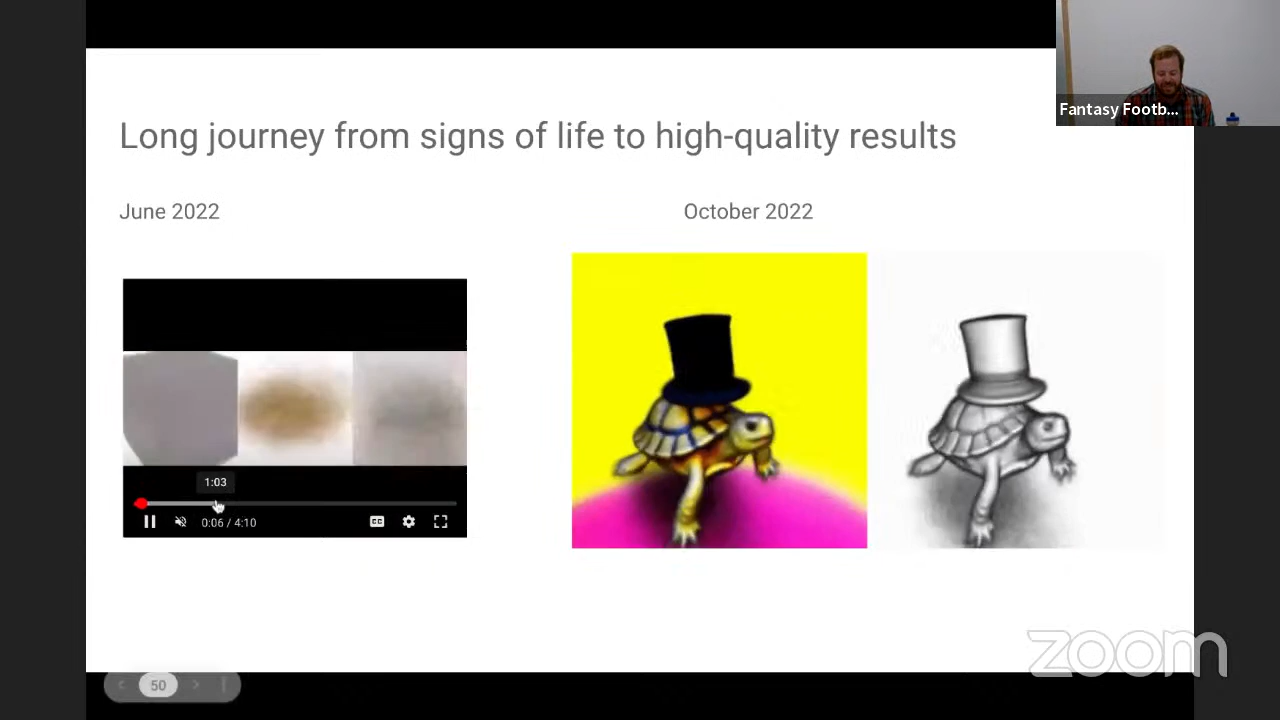 Fantasy Footb...
Long journey from signs of life to high-quality results
June 2022
October 2022
1:03
0:06 / 4:10
CC
zoom
50